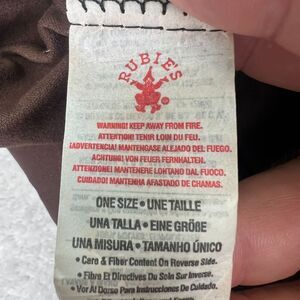 RUBIE'S
®
WARNING! KEEP AWAY FROM FIRE.
ATTENTION! TENIR LOIN DU FEU.
¡ADVERTENCIA! MANTENGASE ALEJADO DEL FUEGO.
ACHTUNG! VON FEUER FERNHALTEN.
ATTENZIONE! MANTENERE LONTANO DAL FUOCO.
CUIDADO! MANTENHA AFASTADO DE CHAMAS.
ONE SIZE • UNE TAILLE
UNA TALLA • EINE GRÖBE
UNA MISURA • TAMANHO ÚNICO
• Care & Fiber Content On Reverse Side.
• Fibre Et Directives Du Soin Sur Inverse.
• Ver Al Dorso Para Instrucciones De Cuidado.